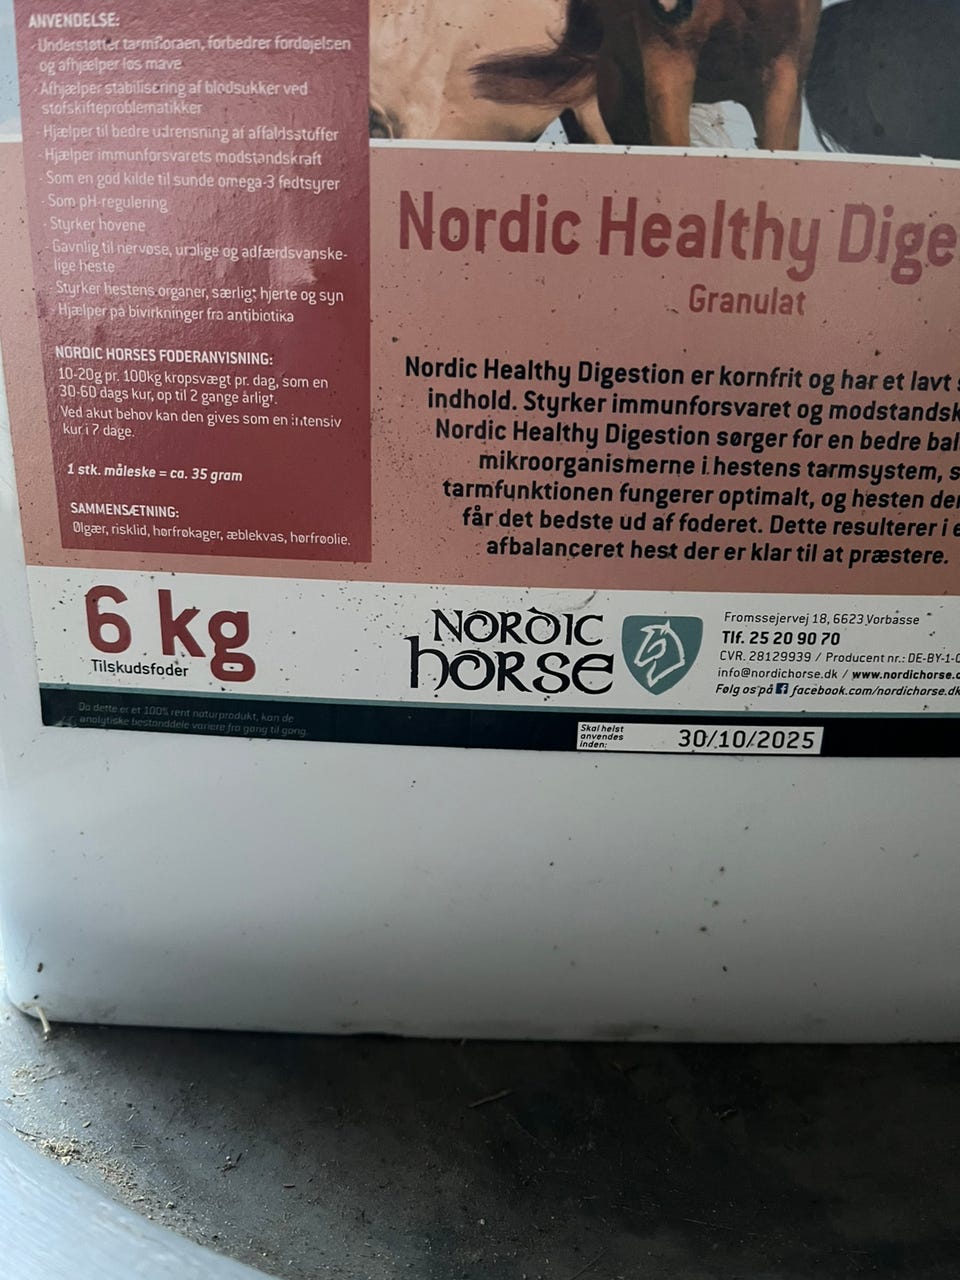 ANVENDELSE:
- Understøtter tarmfloraen, forbedrer fordøjelsen
og afhjælper løs mave
- Afhjælper stabilisering af blodsukker ved
stofskifteproblematikker
- Hjælper til bedre udrensning af affaldsstoffer
- Hjælper immunforsvarets modstandskraft
- Som en god kilde til sunde omega-3 fedtsyrer
- Som pH-regulering
- Styrker hovene
- Gavnlig til nervøse, urolige og adfærdsvanske-
lige heste
- Styrker hestens organer, særligt hjerte og syn
- Hjælper på bivirkninger fra antibiotika
NORDIC HORSES FODERANVISNING:
10-20g pr. 100kg kropsvægt pr. dag, som en
30-60 dags kur, op til 2 gange årligt.
Ved akut behov kan den gives som en intensiv
kur i 7 dage.
1 stk. måleske = ca. 35 gram
SAMMENSÆTNING:
Ølgær, risklid, hørfrøkager, æblekvas, hørfrøolie.
Nordic Healthy Dige
Granulat
Nordic Healthy Digestion er kornfrit og har et lavt s
indhold. Styrker immunforsvaret og modstandsk
Nordic Healthy Digestion sørger for en bedre bal
mikroorganismerne i hestens tarmsystem, s
tarmfunktionen fungerer optimalt, og hesten der
får det bedste ud af foderet. Dette resulterer i e
afbalanceret hest der er klar til at præstere.
6 kg
Tilskudsfoder
NORDIC
HORSE
Fromssejervej 18, 6623 Vorbasse
Tlf. 25 20 90 70
CVR. 28129939 / Producent nr.: DE-BY-1-0
info@nordichorse.dk / www.nordichorse.d
Følg os på facebook.com/nordichorse.dk
Da dette er et 100% rent naturprodukt, kan de
analytiske bestanddele variere fra gang til gang.
Skal helst
anvendes
inden:
30/10/2025